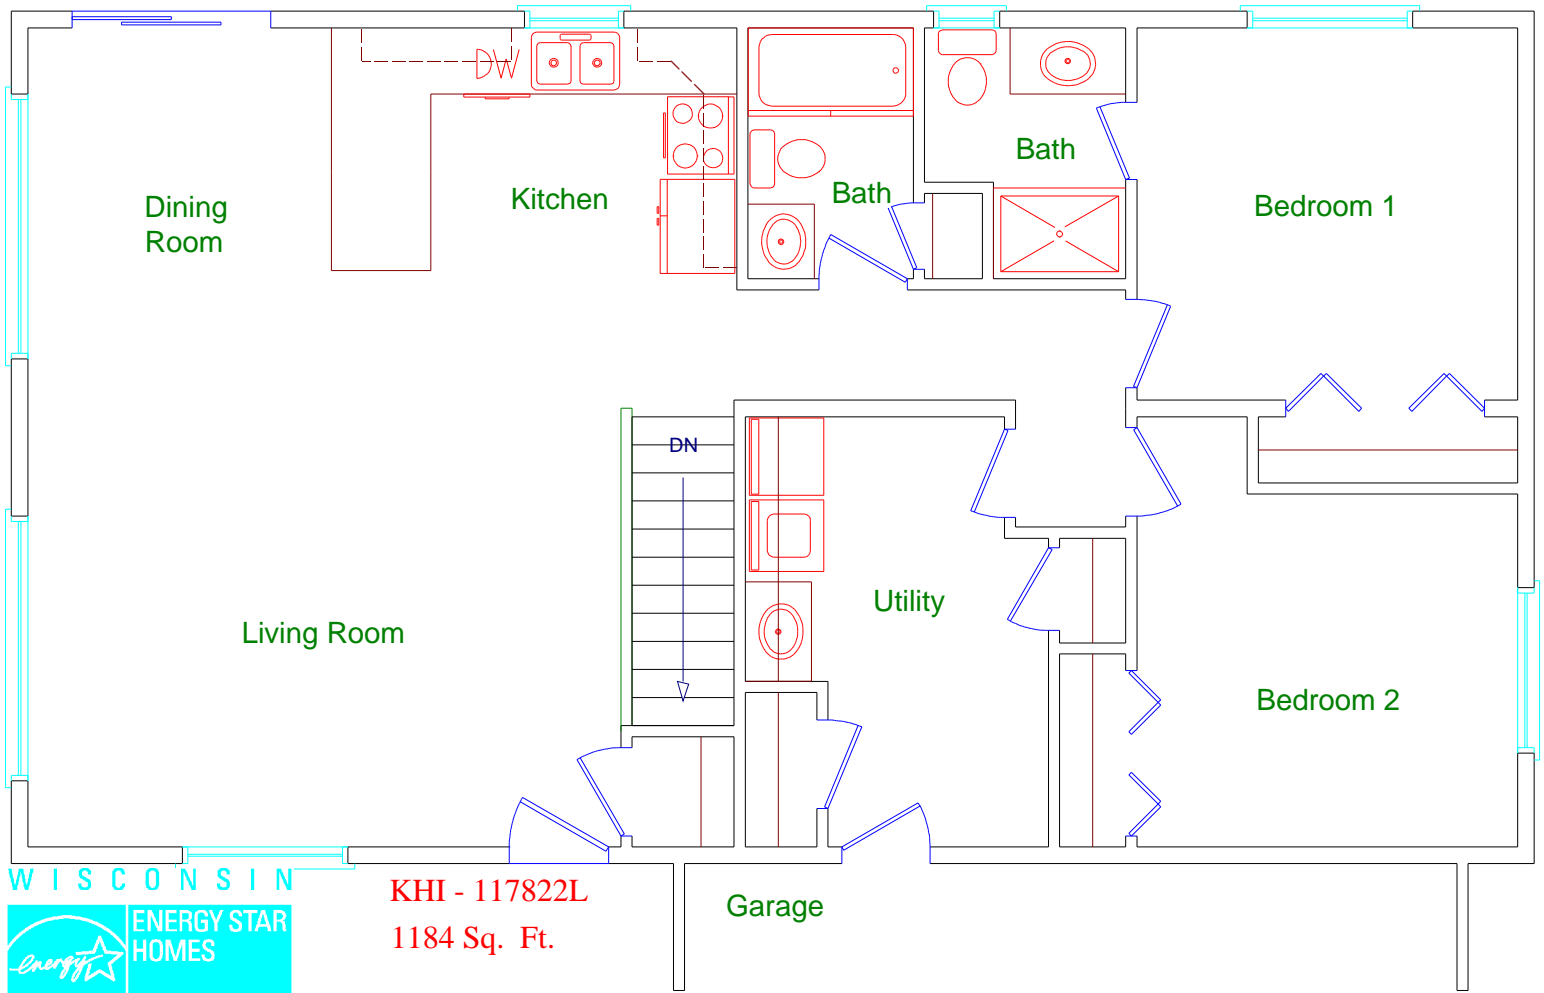 DW
Kitchen
Dining
Room
Bath
Bath
Bedroom 1
DN
Living Room
Utility
Bedroom 2
WISCONSIN
ENERGY STAR
HOMES
energy
KHI - 117822L
1184 Sq. Ft.
Garage